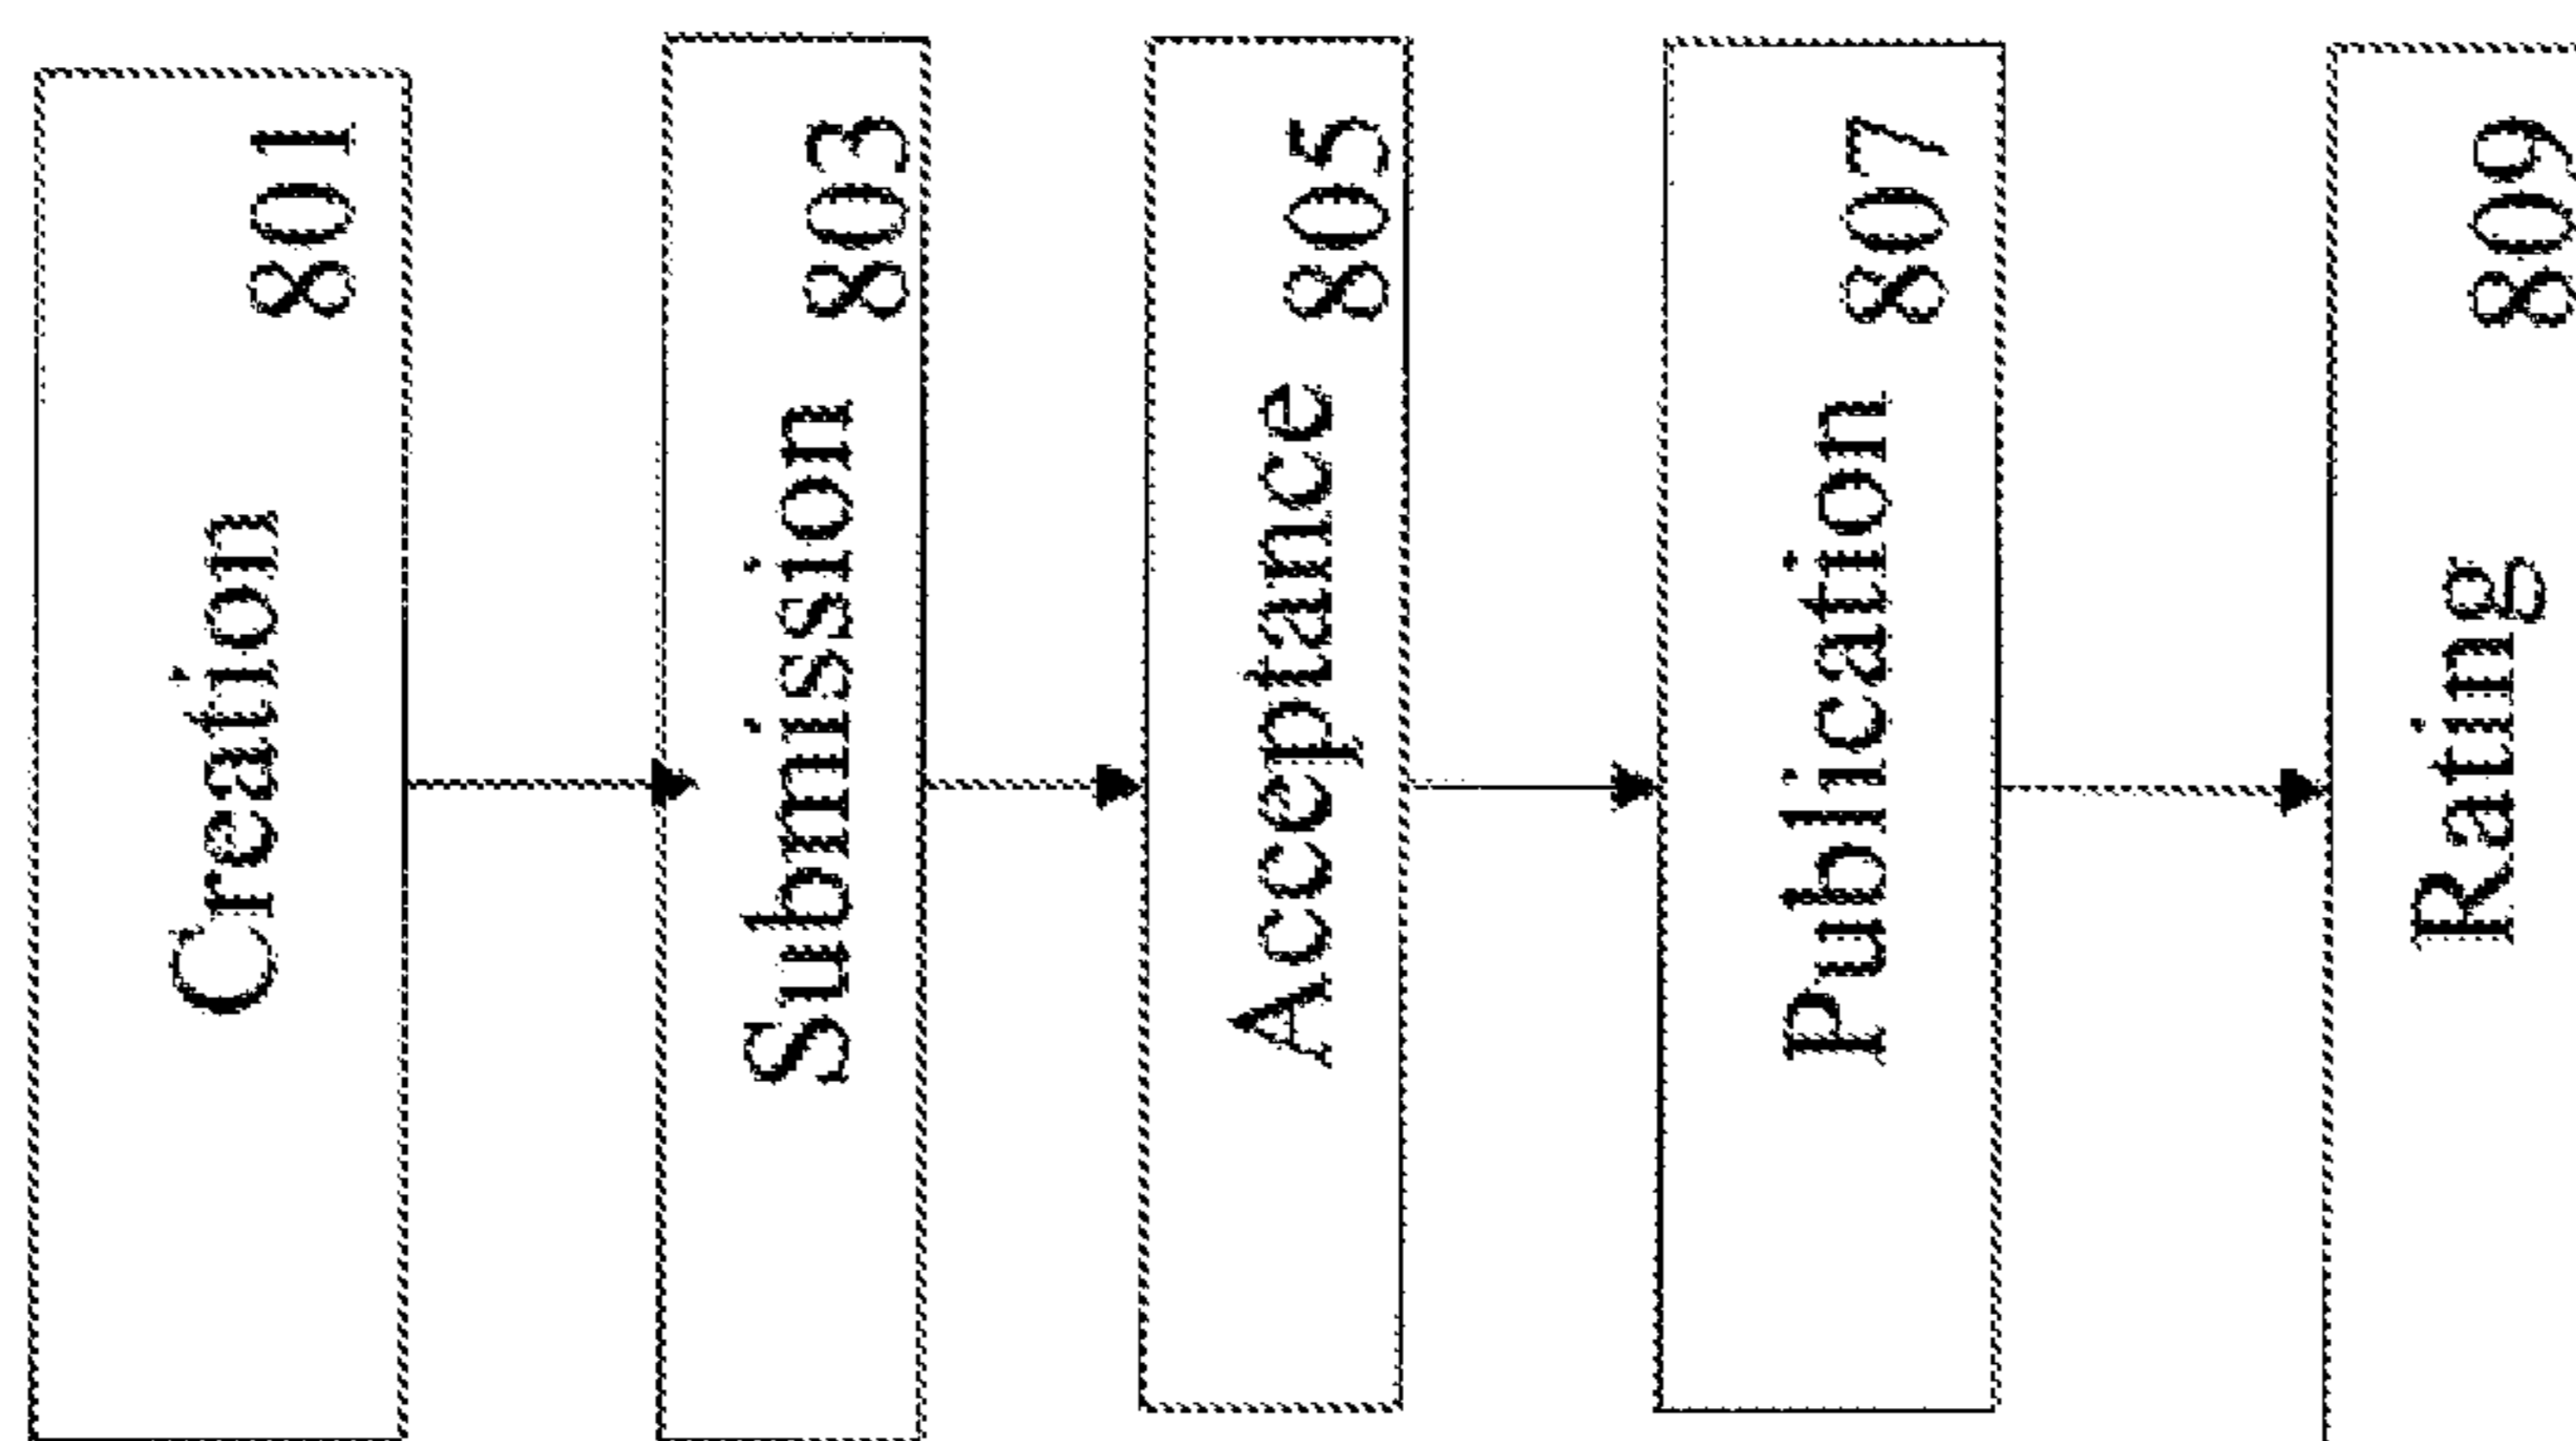 Creation 801
Submission 803
Acceptance 805
Publication 807
Rating 809